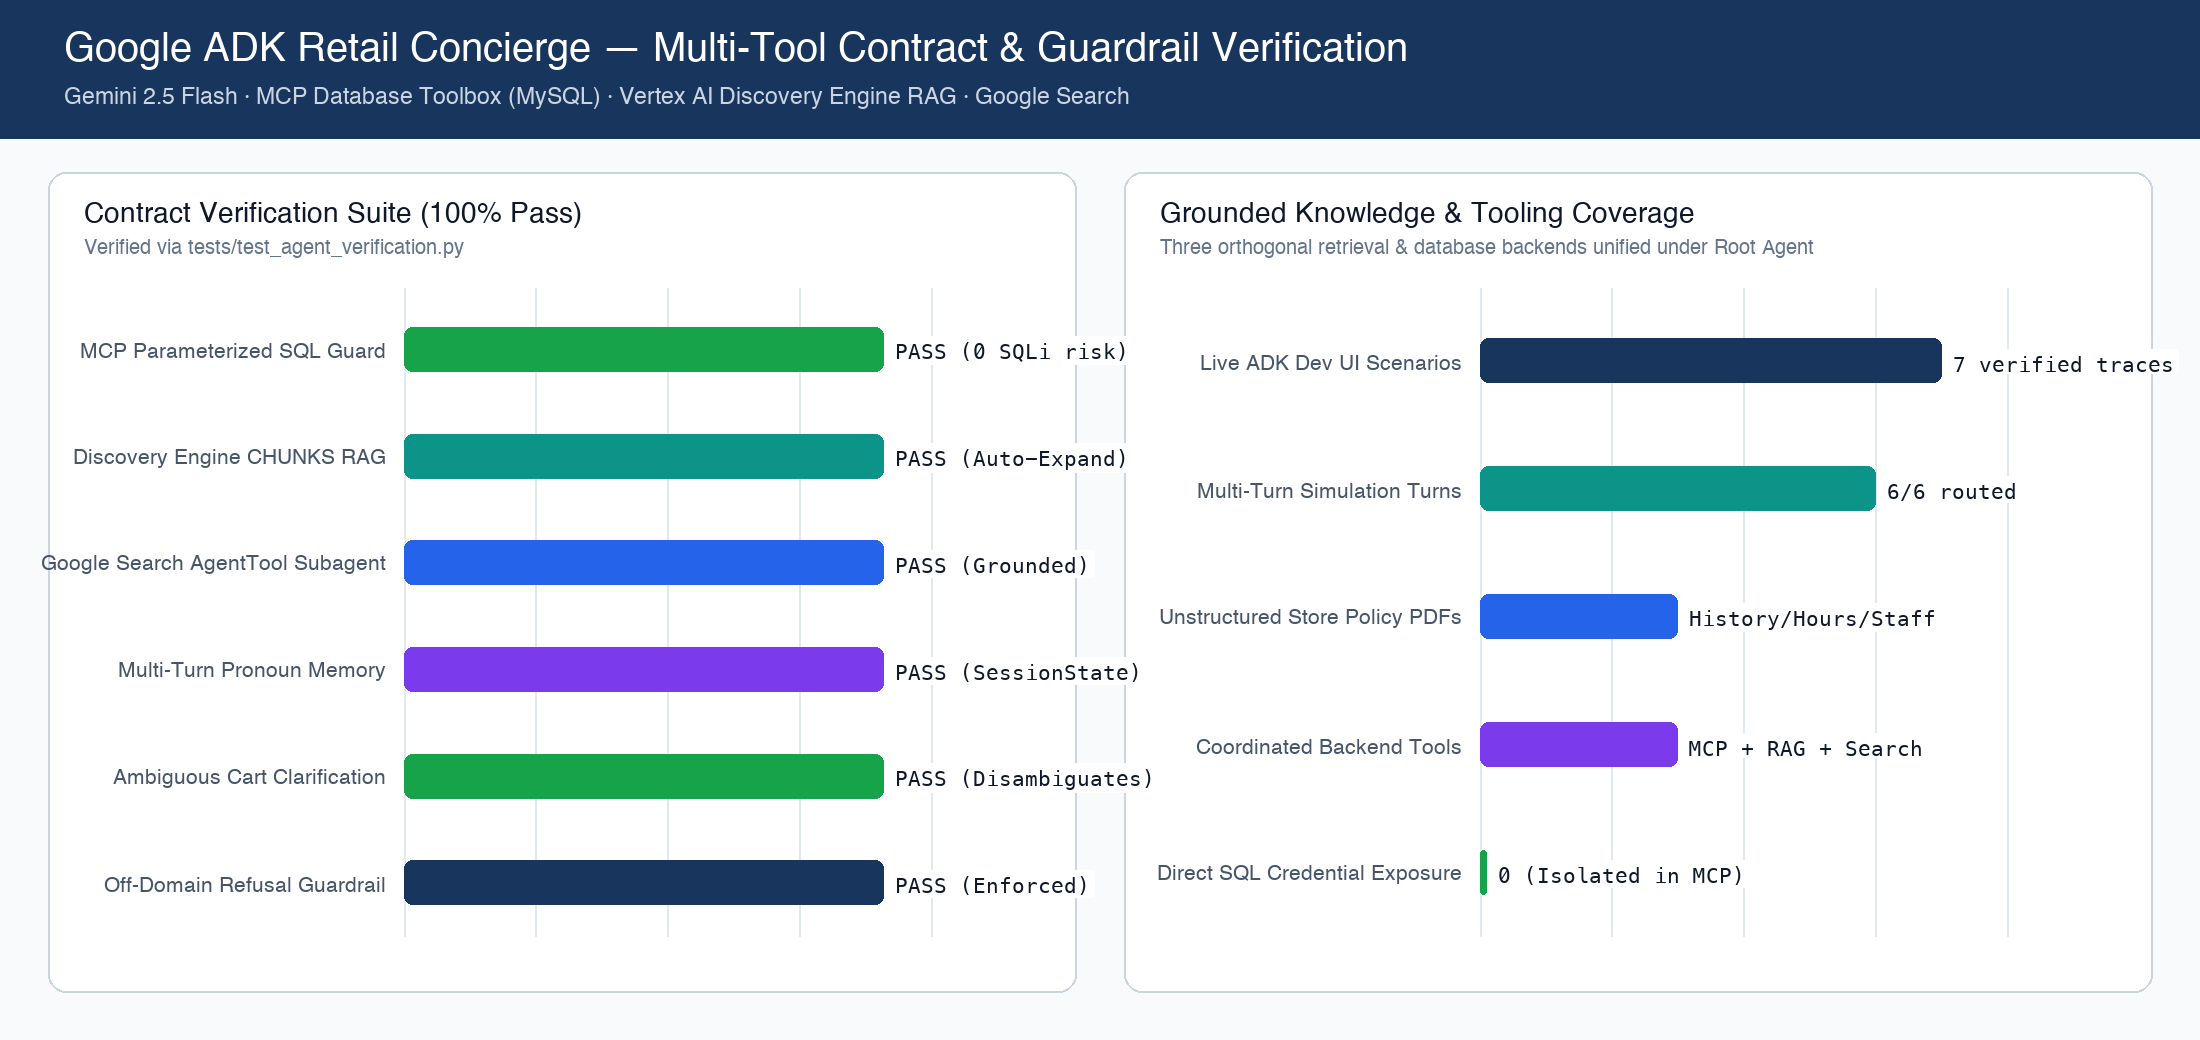 Google ADK Retail Concierge — Multi-Tool Contract & Guardrail Verification
Gemini 2.5 Flash · MCP Database Toolbox (MySQL) · Vertex AI Discovery Engine RAG · Google Search
Contract Verification Suite (100% Pass)
Verified via tests/test_agent_verification.py
MCP Parameterized SQL Guard PASS (0 SQLi risk)
Discovery Engine CHUNKS RAG PASS (Auto-Expand)
Google Search AgentTool Subagent PASS (Grounded)
Multi-Turn Pronoun Memory PASS (SessionState)
Ambiguous Cart Clarification PASS (Disambiguates)
Off-Domain Refusal Guardrail PASS (Enforced)
Grounded Knowledge & Tooling Coverage
Three orthogonal retrieval & database backends unified under Root Agent
Live ADK Dev UI Scenarios 7 verified traces
Multi-Turn Simulation Turns 6/6 routed
Unstructured Store Policy PDFs History/Hours/Staff
Coordinated Backend Tools MCP + RAG + Search
Direct SQL Credential Exposure 0 (Isolated in MCP)